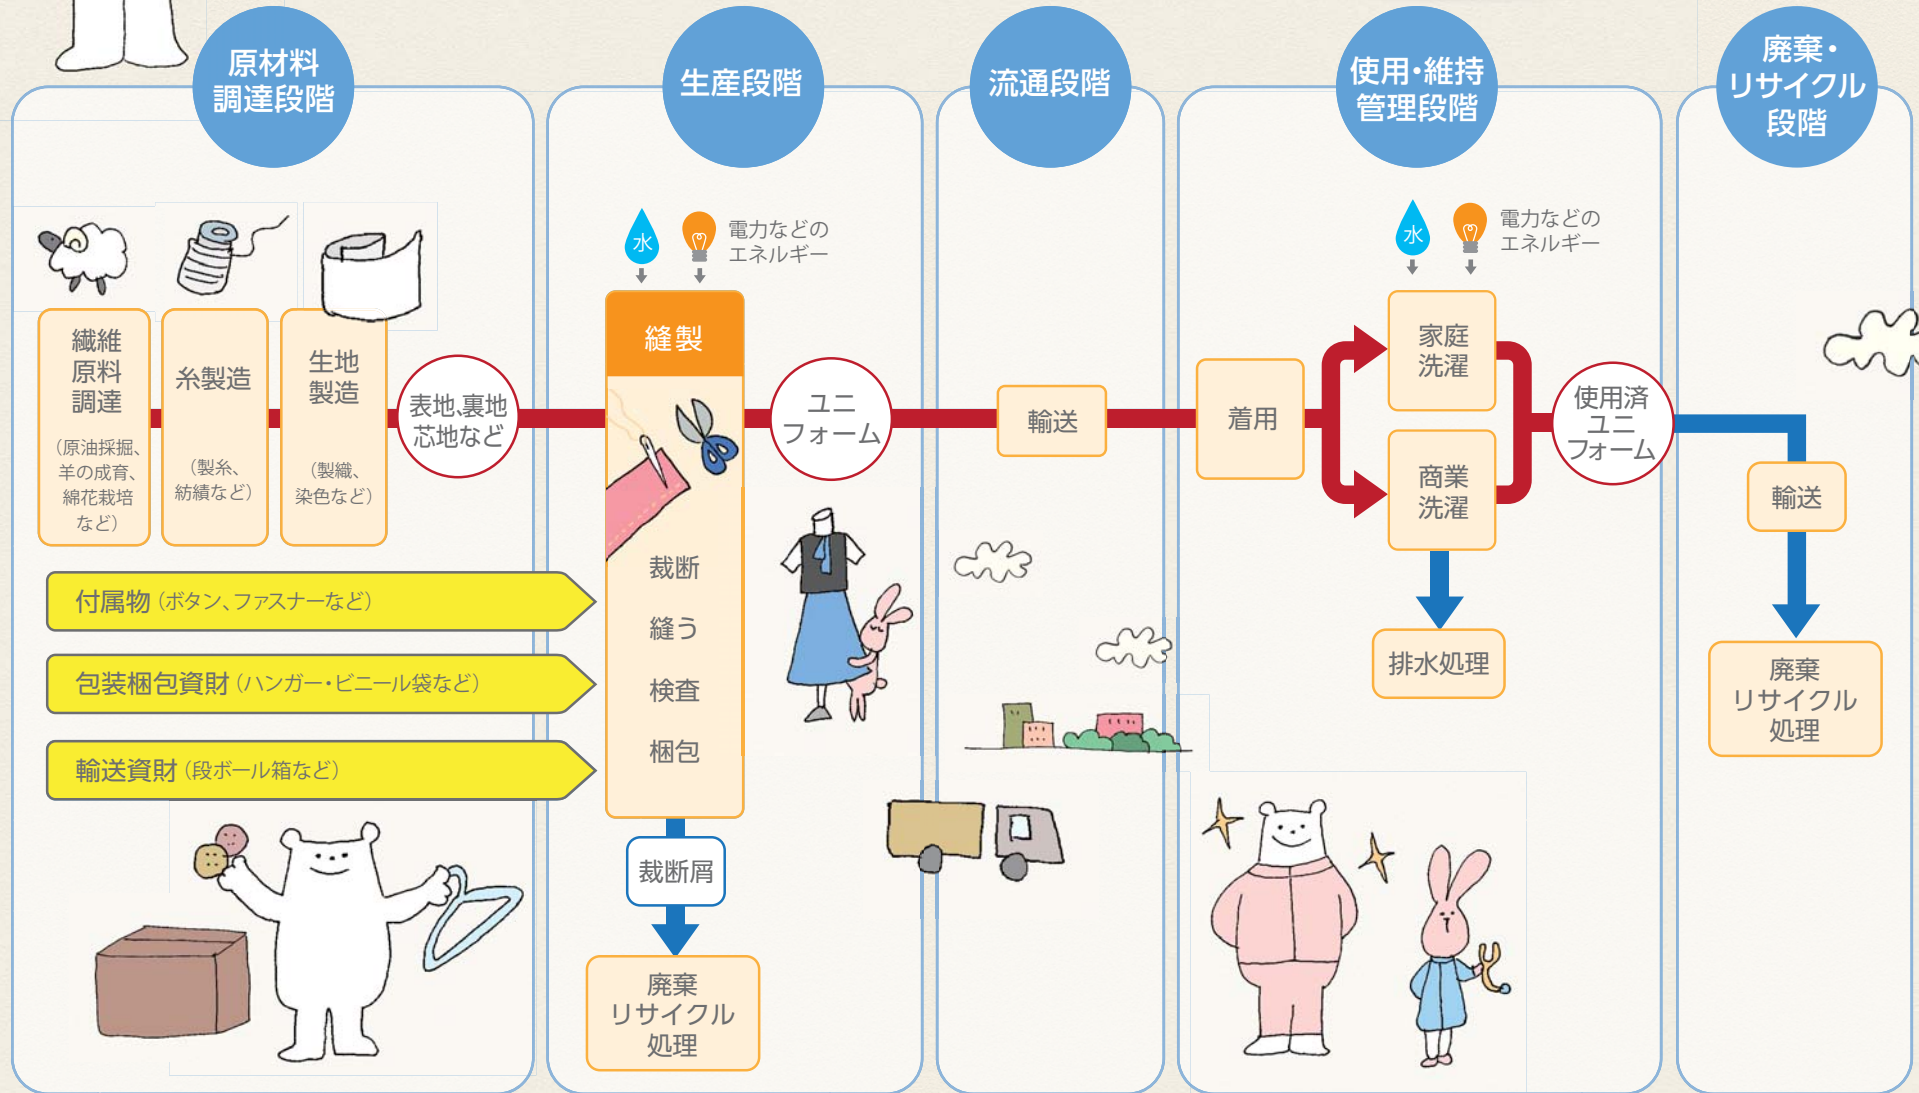 原材料
調達段階
繊維
原料
調達
(原油採掘、
羊の成育、
綿花栽培
など)
糸製造
(製糸、
紡績など)
生地
製造
(製織、
染色など)
表地、裏地
芯地など
付属物(ボタン、ファスナーなど)
包装梱包資財(ハンガー・ビニール袋など)
輸送資財(段ボール箱など)
生産段階
水
電力などの
エネルギー
縫製
裁断
縫う
検査
梱包
裁断屑
廃棄
リサイクル
処理
ユニ
フォーム
流通段階
輸送
使用・維持
管理段階
水
電力などの
エネルギー
着用
家庭
洗濯
商業
洗濯
排水処理
使用済
ユニ
フォーム
廃棄・
リサイクル
段階
輸送
廃棄
リサイクル
処理